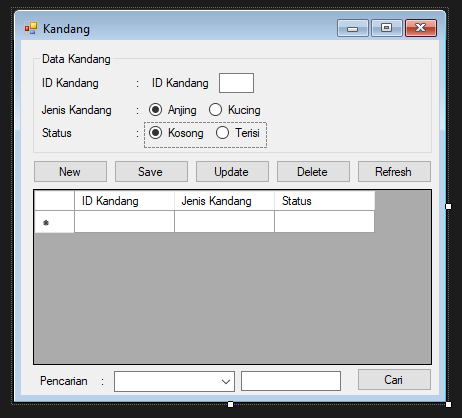 Kandang
Data Kandang
ID Kandang : ID Kandang
Jenis Kandang : Anjing Kucing
Status : Kosong Terisi
New Save Update Delete Refresh
ID Kandang Jenis Kandang Status
*
Pencarian : Cari